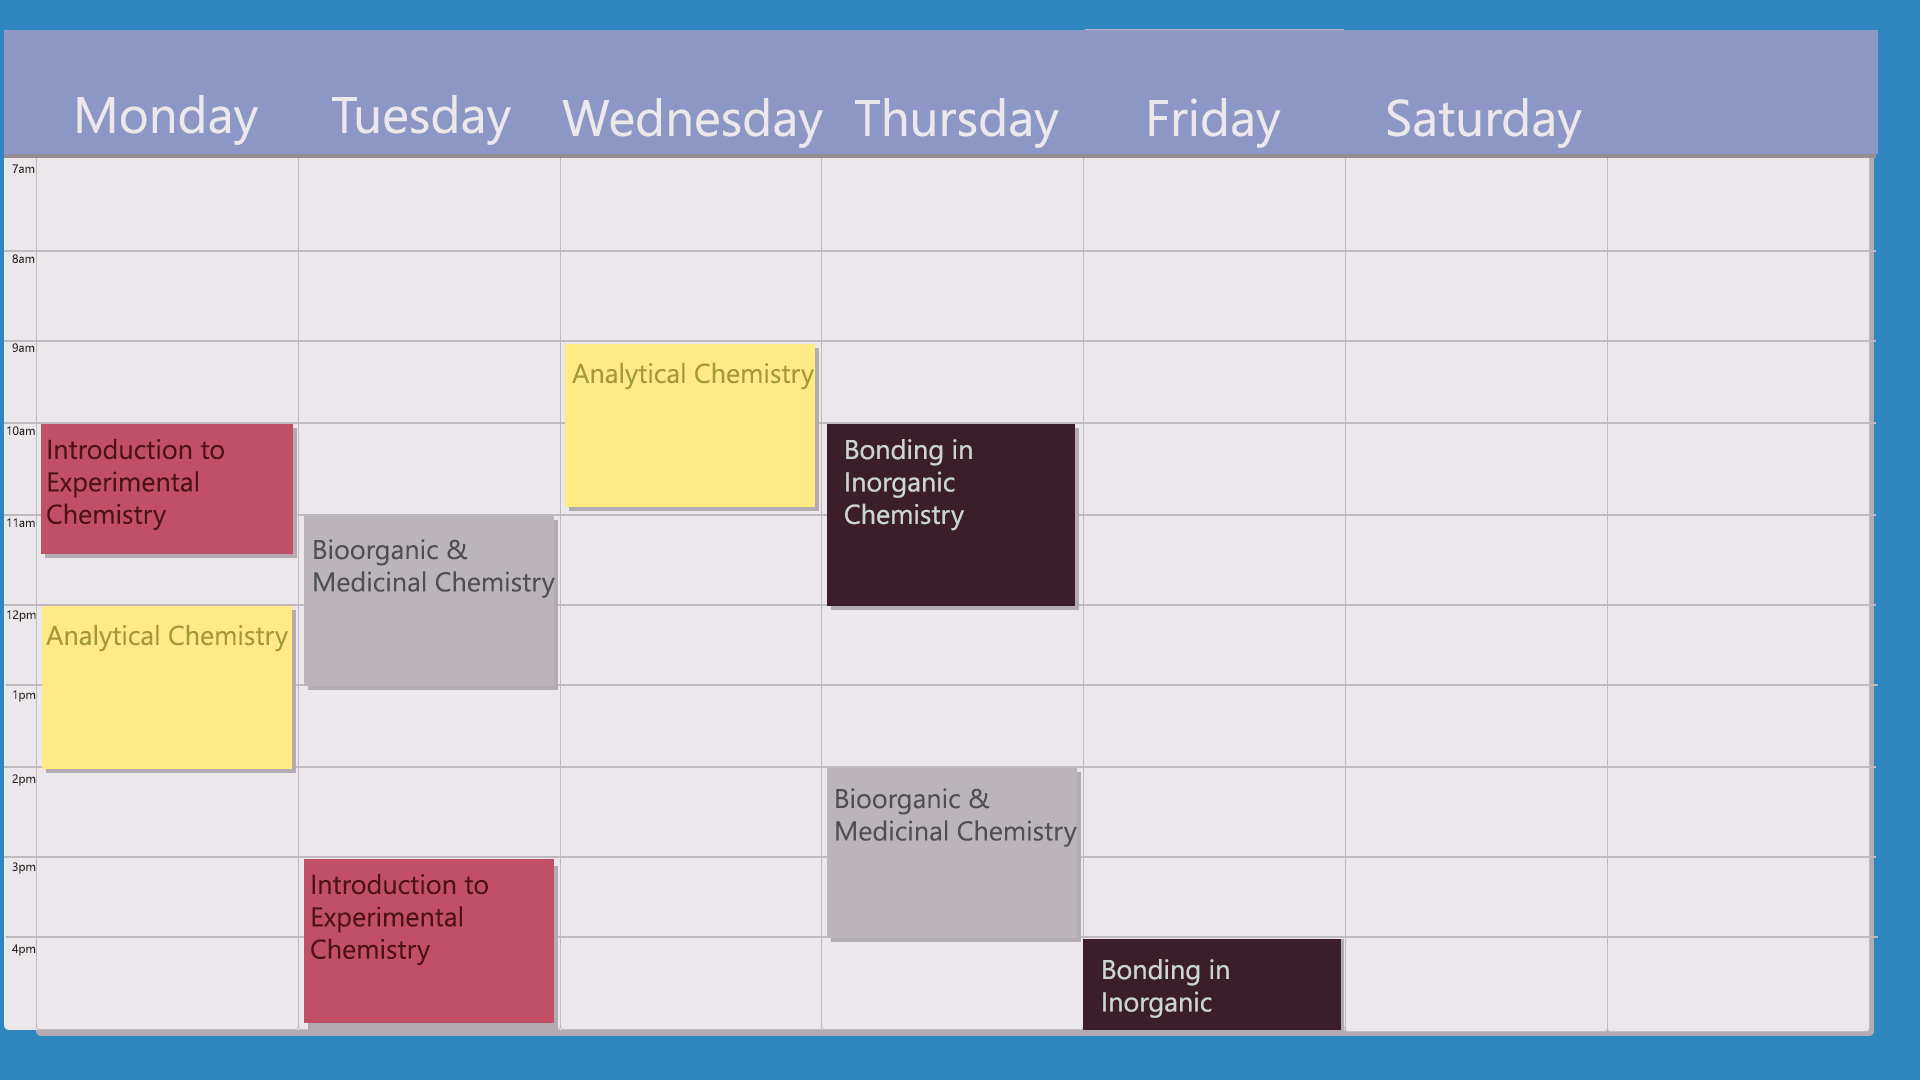 Monday
Tuesday
Wednesday
Thursday
Friday
Saturday
7am
8am
9am
Analytical Chemistry
10am
Introduction to
Experimental
Chemistry
Bonding in
Inorganic
Chemistry
11am
Bioorganic &
Medicinal Chemistry
12pm
Analytical Chemistry
1pm
2pm
Bioorganic &
Medicinal Chemistry
3pm
Introduction to
Experimental
Chemistry
4pm
Bonding in
Inorganic